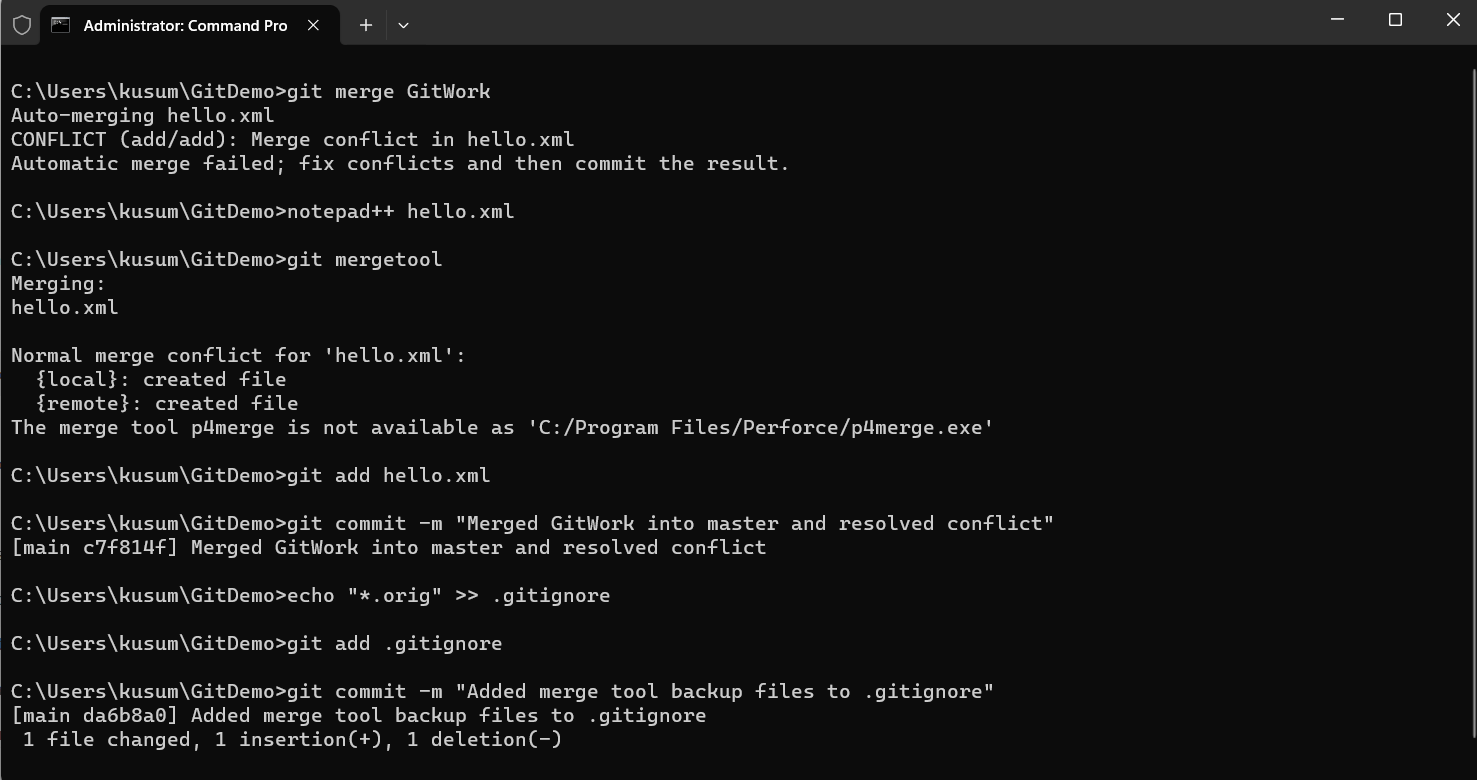 Administrator: Command Pro
C:\Users\kusum\GitDemo>git merge GitWork
Auto-merging hello.xml
CONFLICT (add/add): Merge conflict in hello.xml
Automatic merge failed; fix conflicts and then commit the result.
C:\Users\kusum\GitDemo>notepad++ hello.xml
C:\Users\kusum\GitDemo>git mergetool
Merging:
hello.xml
Normal merge conflict for 'hello.xml':
  {local}: created file
  {remote}: created file
The merge tool p4merge is not available as 'C:/Program Files/Perforce/p4merge.exe'
C:\Users\kusum\GitDemo>git add hello.xml
C:\Users\kusum\GitDemo>git commit -m "Merged GitWork into master and resolved conflict"
[main c7f814f] Merged GitWork into master and resolved conflict
C:\Users\kusum\GitDemo>echo "*.orig" >> .gitignore
C:\Users\kusum\GitDemo>git add .gitignore
C:\Users\kusum\GitDemo>git commit -m "Added merge tool backup files to .gitignore"
[main da6b8a0] Added merge tool backup files to .gitignore
 1 file changed, 1 insertion(+), 1 deletion(-)